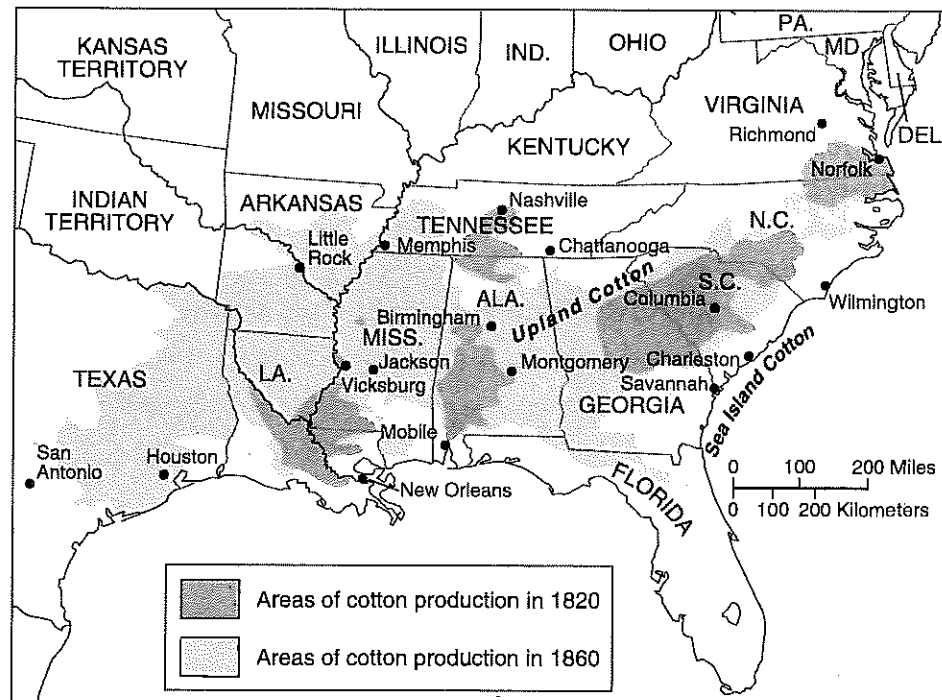 KANSAS
TERRITORY
ILLINOIS
IND.
OHIO
PA.
MD.
MISSOURI
VIRGINIA
Richmond
DEL.
KENTUCKY
Norfolk
INDIAN
TERRITORY
ARKANSAS
Nashville
TENNESSEE
N.C.
Little
Rock
Memphis
Chattanooga
Upland Cotton
S.C.
Columbia
Wilmington
ALA.
Birmingham
MISS.
Jackson
Vicksburg
Montgomery
Charleston
Savannah
Sea Island Cotton
TEXAS
LA.
GEORGIA
Mobile
San
Antonio
Houston
New Orleans
FLORIDA
0 100 200 Miles
0 100 200 Kilometers
Areas of cotton production in 1820
Areas of cotton production in 1860